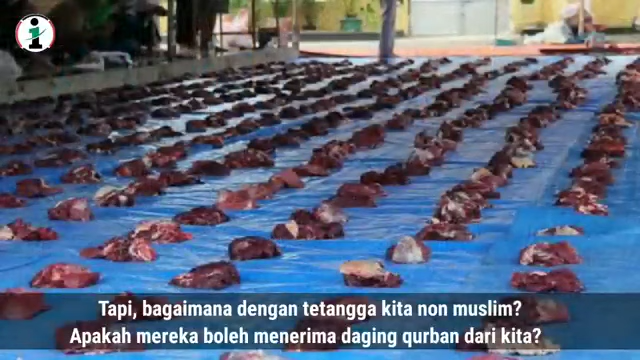 Tapi, bagaimana dengan tetangga kita non muslim?
Apakah mereka boleh menerima daging qurban dari kita?